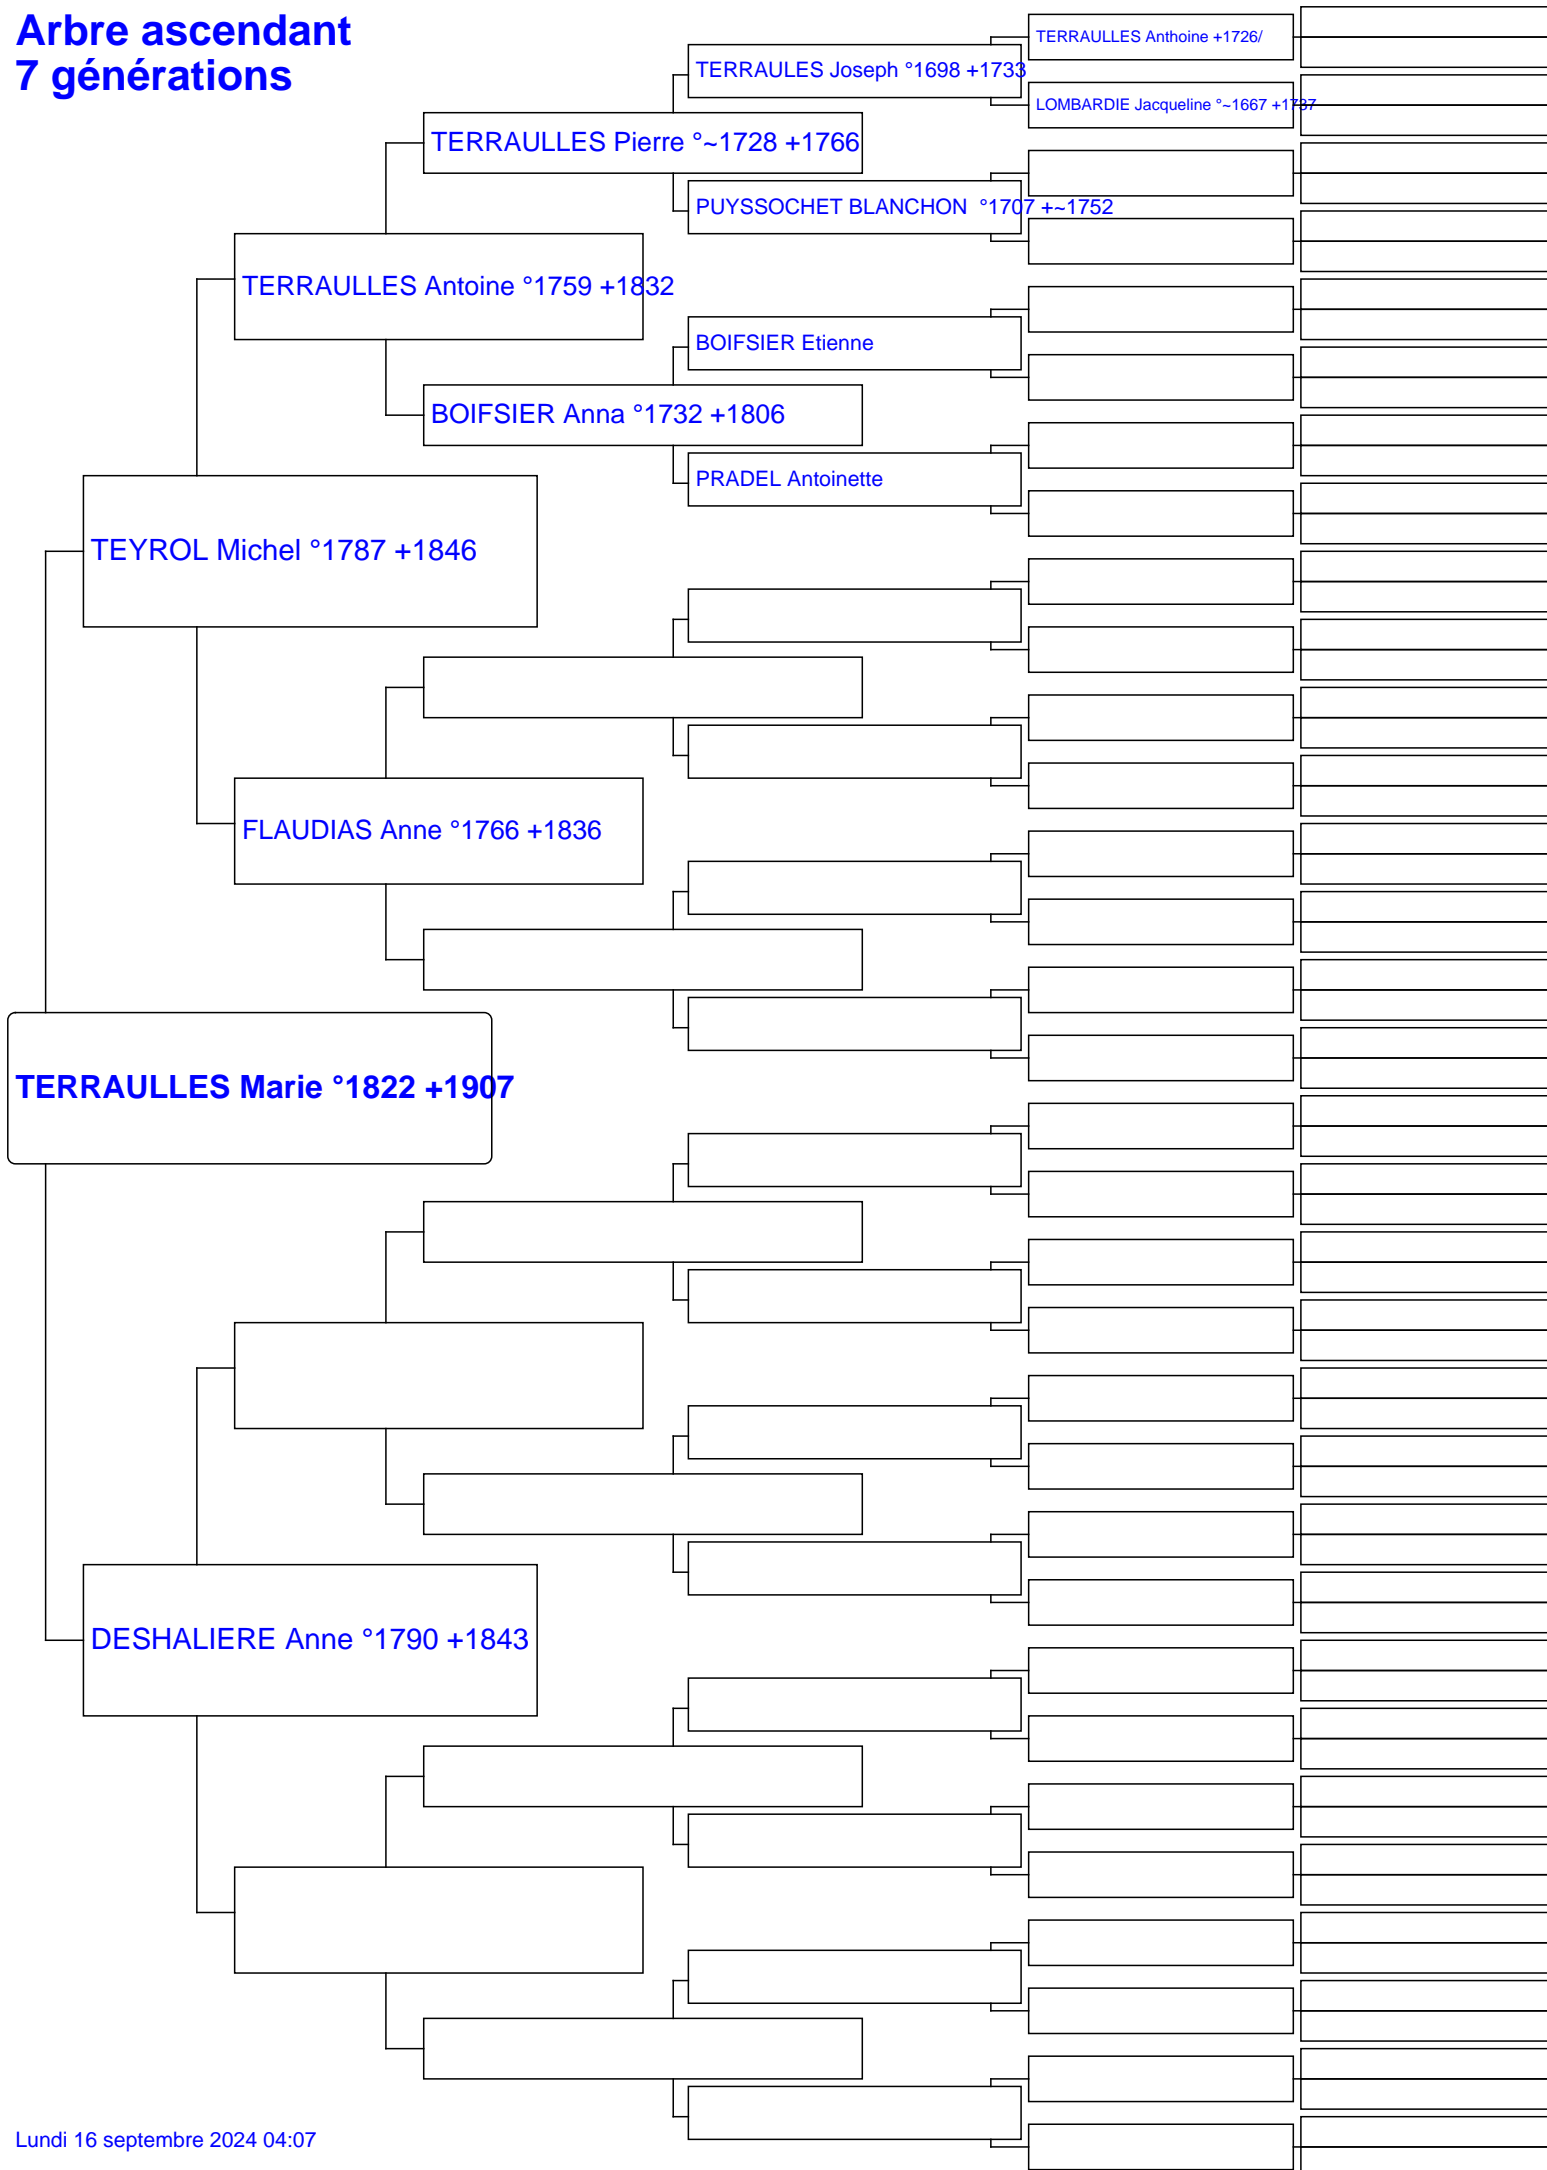 Arbre ascendant
7 générations
TERRAULLES Anthoine +1726/
TERRAULES Joseph °1698 +1733
LOMBARDIE Jacqueline °~1667 +1737
TERRAULLES Pierre °~1728 +1766
PUYSSOCHET BLANCHON  °1707 +~1752
TERRAULLES Antoine °1759 +1832
BOIFSIER Etienne
BOIFSIER Anna °1732 +1806
PRADEL Antoinette
TEYROL Michel °1787 +1846
FLAUDIAS Anne °1766 +1836
TERRAULLES Marie °1822 +1907
DESHALIERE Anne °1790 +1843
Lundi 16 septembre 2024 04:07